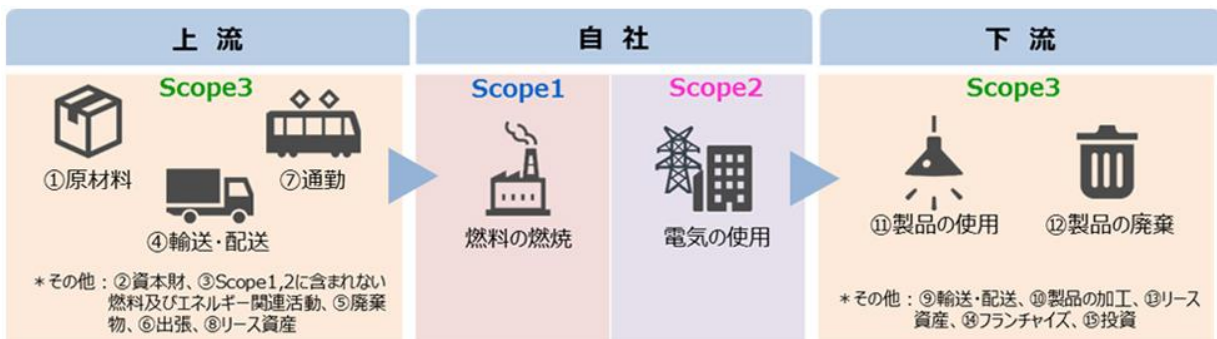 上 流
自 社
下 流
Scope3
①原材料
⑦通勤
④輸送・配送
＊その他：②資本財、③Scope1,2に含まれない
燃料及びエネルギー関連活動、⑤廃棄
物、⑥出張、⑧リース資産
Scope1
燃料の燃焼
Scope2
電気の使用
Scope3
⑪製品の使用
⑫製品の廃棄
＊その他：⑨輸送・配送、⑩製品の加工、⑬リース
資産、⑭フランチャイズ、⑮投資